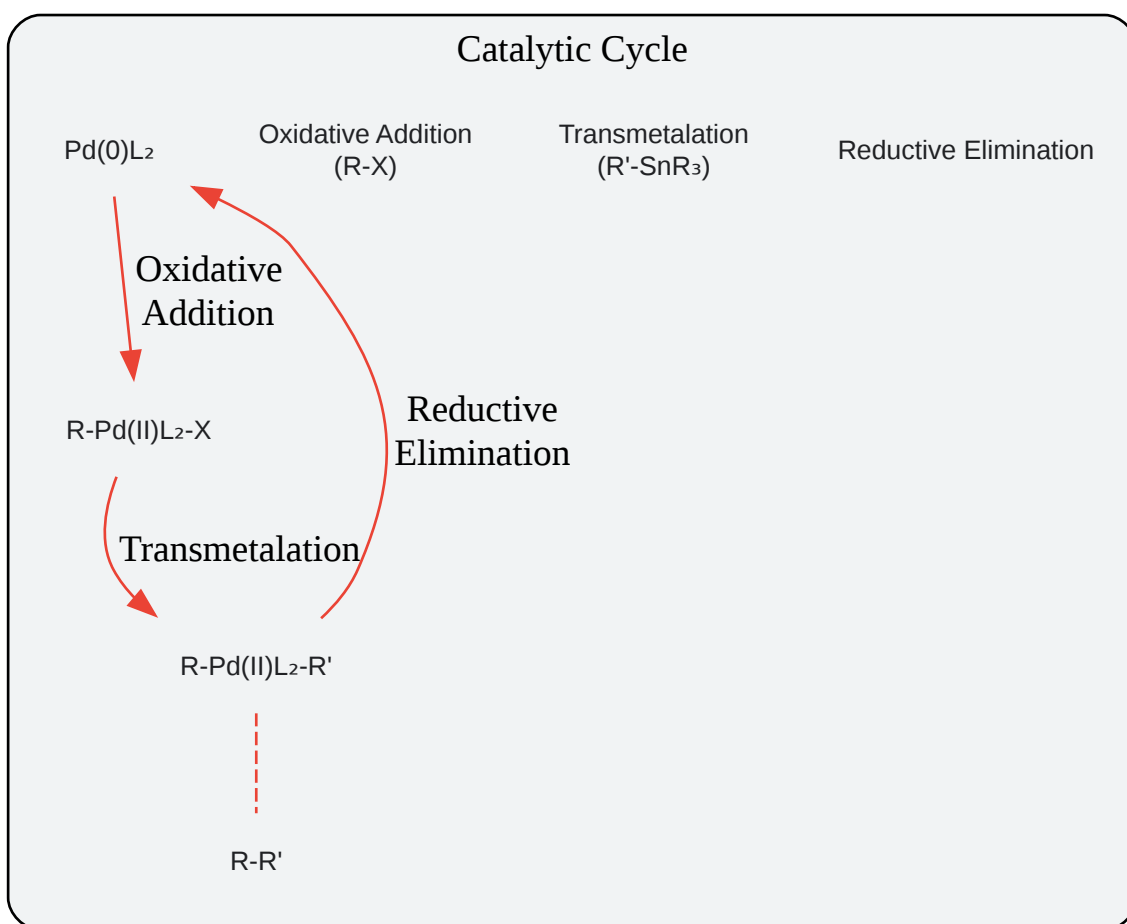 Catalytic Cycle
Pd(0)L₂
Oxidative Addition
(R-X)
Transmetalation
(R'-SnR₃)
Reductive Elimination
Oxidative
Addition
R-Pd(II)L₂-X
Reductive
Elimination
Transmetalation
R-Pd(II)L₂-R'
R-R'